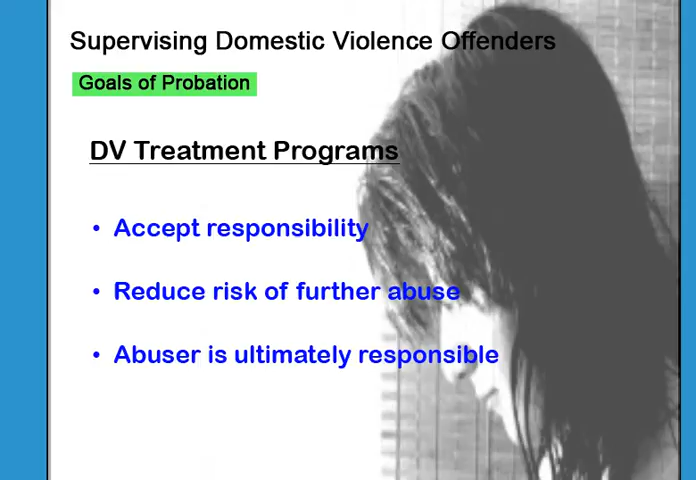 Supervising Domestic Violence Offenders
Goals of Probation
DV Treatment Programs
• Accept responsibility
• Reduce risk of further abuse
• Abuser is ultimately responsible